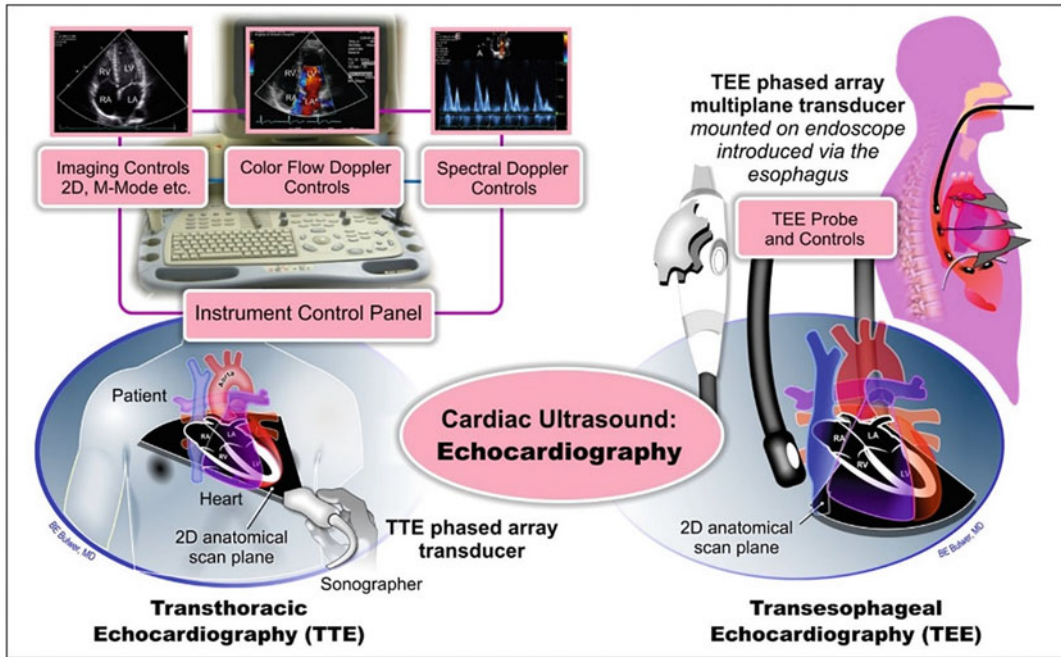 RV
LV
RA
LA
RV
LV
RA
LA
Imaging Controls
2D, M-Mode etc.
Color Flow Doppler
Controls
Spectral Doppler
Controls
Instrument Control Panel
TEE phased array
multiplane transducer
mounted on endoscope
introduced via the
esophagus
TEE Probe
and Controls
Patient
Aorta
RA
LA
RV
LV
Heart
2D anatomical
scan plane
TTE phased array
transducer
Sonographer
BE Bulwer, MD
Transthoracic
Echocardiography (TTE)
Cardiac Ultrasound:
Echocardiography
RA
LA
RV
LV
2D anatomical
scan plane
BE Bulwer, MD
Transesophageal
Echocardiography (TEE)